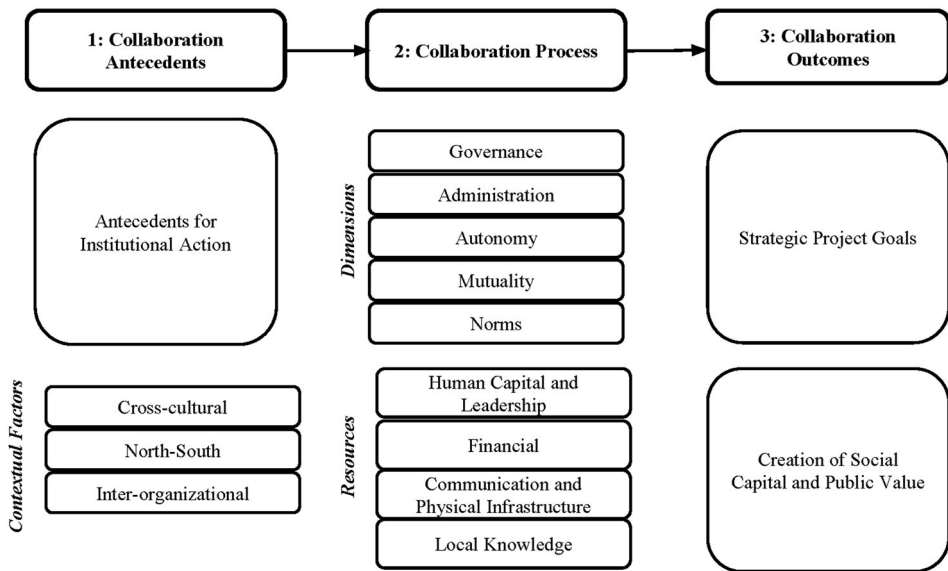 1: Collaboration
Antecedents
2: Collaboration Process
3: Collaboration
Outcomes
Antecedents for
Institutional Action
Contextual Factors
Cross-cultural
North-South
Inter-organizational
Dimensions
Governance
Administration
Autonomy
Mutuality
Norms
Resources
Human Capital and
Leadership
Financial
Communication and
Physical Infrastructure
Local Knowledge
Strategic Project Goals
Creation of Social
Capital and Public Value